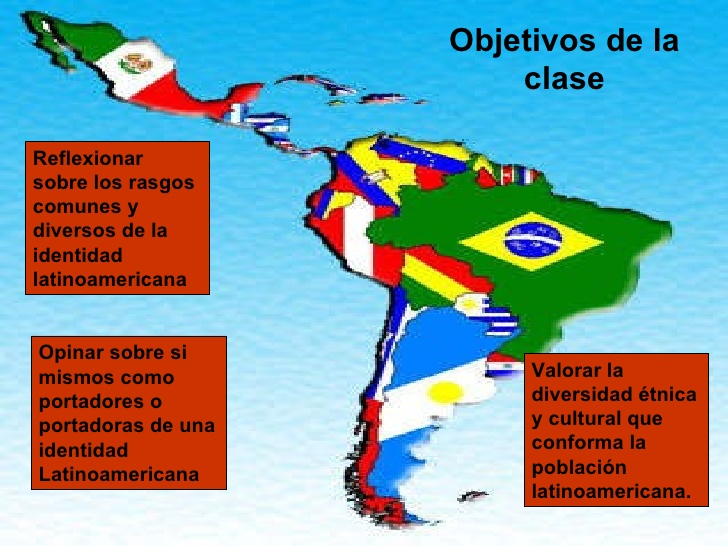 Objetivos de la
clase
Reflexionar
sobre los rasgos
comunes y
diversos de la
identidad
latinoamericana
Opinar sobre si
mismos como
portadores o
portadoras de una
identidad
Latinoamericana
Valorar la
diversidad étnica
y cultural que
conforma la
población
latinoamericana.